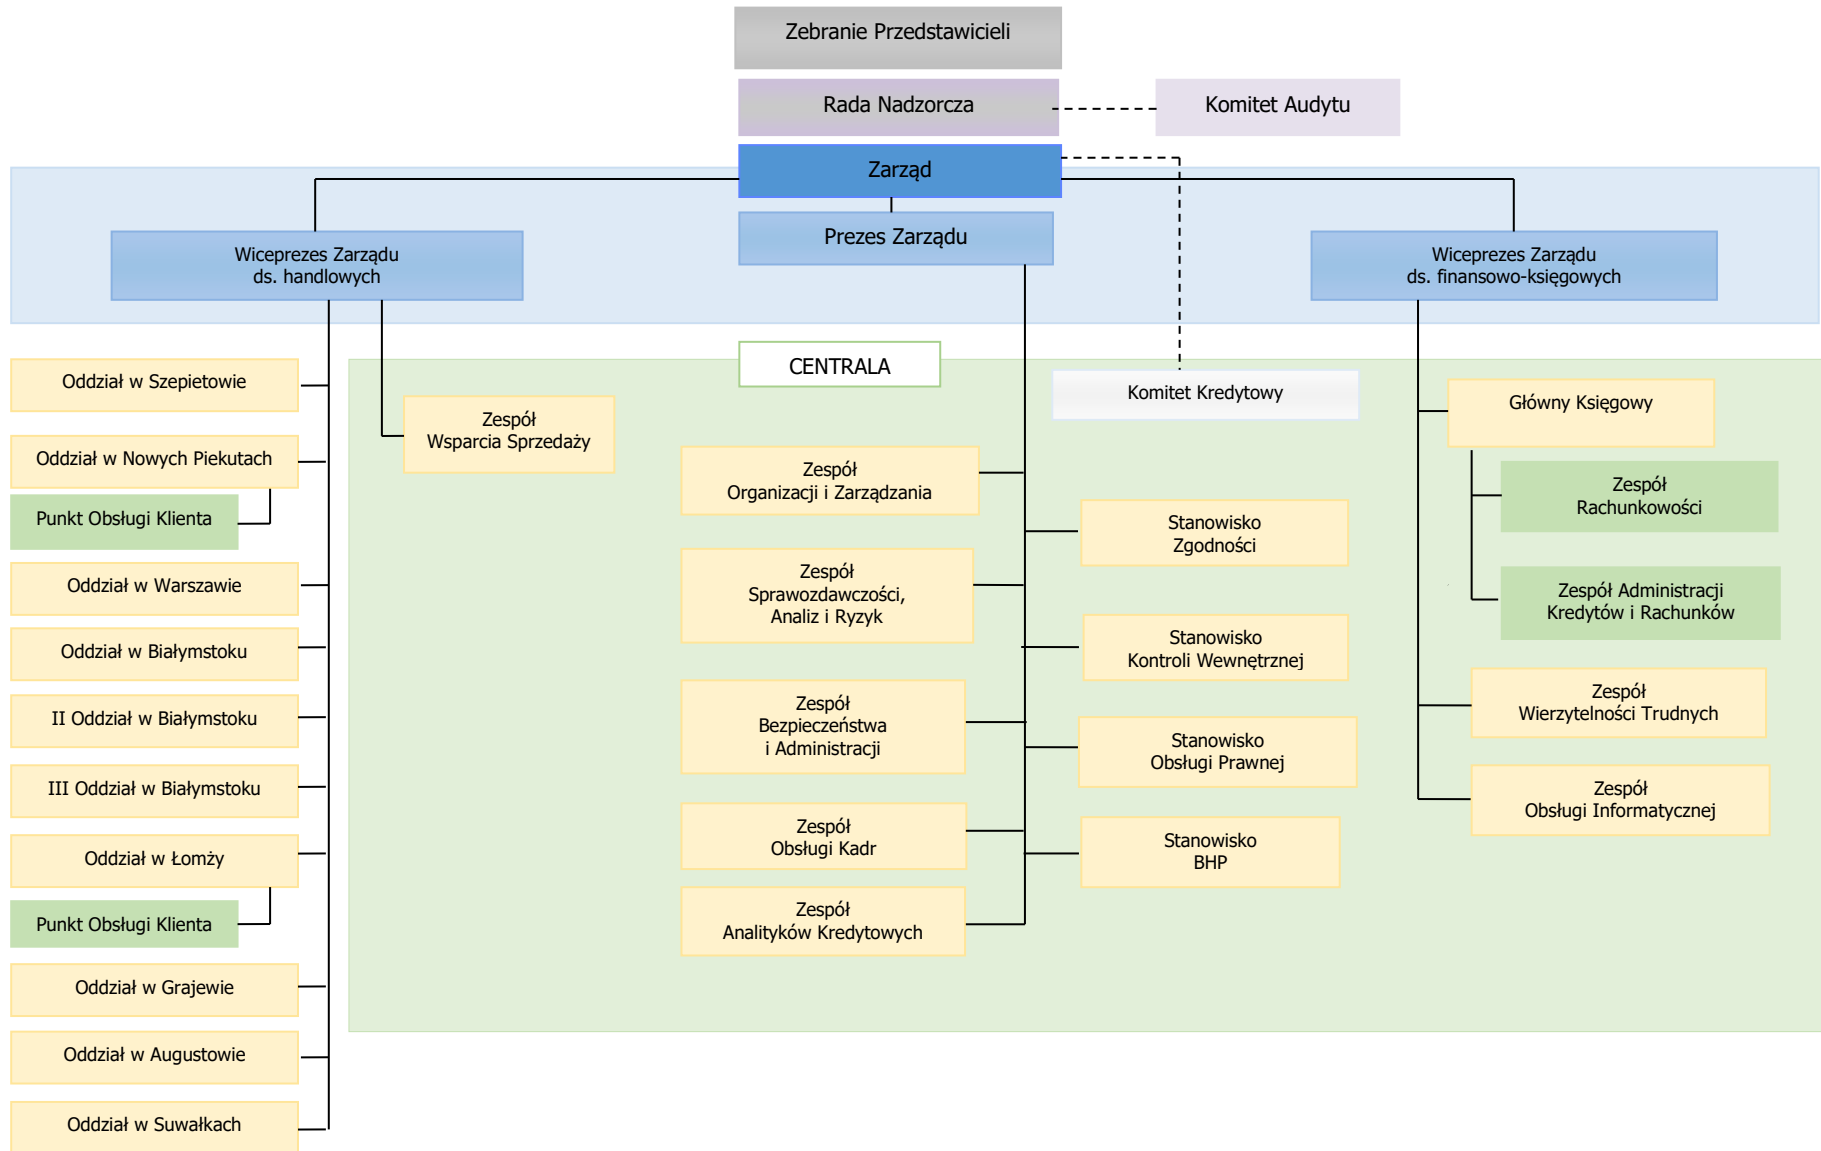 Zebranie Przedstawicieli
Rada Nadzorcza
Komitet Audytu
Zarząd
Prezes Zarządu
Wiceprezes Zarządu
ds. handlowych
Wiceprezes Zarządu
ds. finansowo-księgowych
Oddział w Szepietowie
Oddział w Nowych Piekutach
Punkt Obsługi Klienta
Oddział w Warszawie
Oddział w Białymstoku
II Oddział w Białymstoku
III Oddział w Białymstoku
Oddział w Łomży
Punkt Obsługi Klienta
Oddział w Grajewie
Oddział w Augustowie
Oddział w Suwałkach
CENTRALA
Zespół
Wsparcia Sprzedaży
Zespół
Organizacji i Zarządzania
Zespół
Sprawozdawczości,
Analiz i Ryzyk
Zespół
Bezpieczeństwa
i Administracji
Zespół
Obsługi Kadr
Zespół
Analityków Kredytowych
Komitet Kredytowy
Stanowisko
Zgodności
Stanowisko
Kontroli Wewnętrznej
Stanowisko
Obsługi Prawnej
Stanowisko
BHP
Główny Księgowy
Zespół
Rachunkowości
Zespół Administracji
Kredytów i Rachunków
Zespół
Wierzytelności Trudnych
Zespół
Obsługi Informatycznej